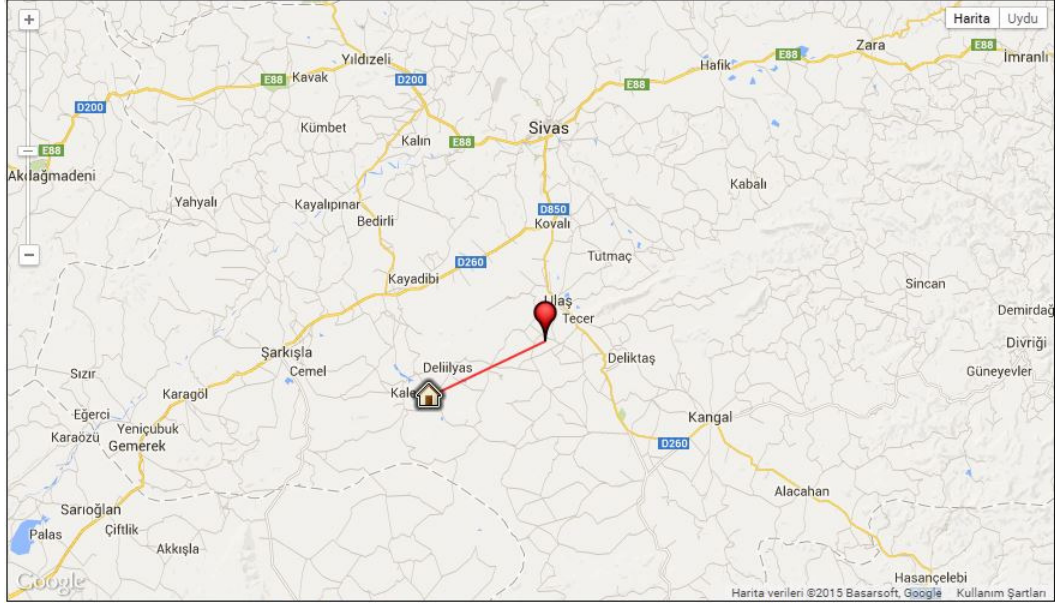 +
Harita
Uydu
Zara
İmranlı
Yıldızeli
E88
Hafik
E88
Kavak
D200
E88
D200
Kümbet
Sivas
Kalın
E88
E88
Akdağmadeni
Kabalı
Yahyalı
Kayalıpınar
D850
Bedirli
Kovalı
−
Tutmaç
D260
Kayadibi
Sincan
Ulaş
Demirdağ
Tecer
Divriği
Şarkışla
Deliktaş
Deliilyas
Cemel
Güneyevler
Sızır
Karagöl
Kale
Eğerci
Kangal
Yeniçubuk
Karaözü
Gemerek
D260
Alacahan
Sarıoğlan
Çiftlik
Palas
Akkışla
Hasançelebi
Google
Harita verileri ©2015 Basarsoft, Google
Kullanım Şartları